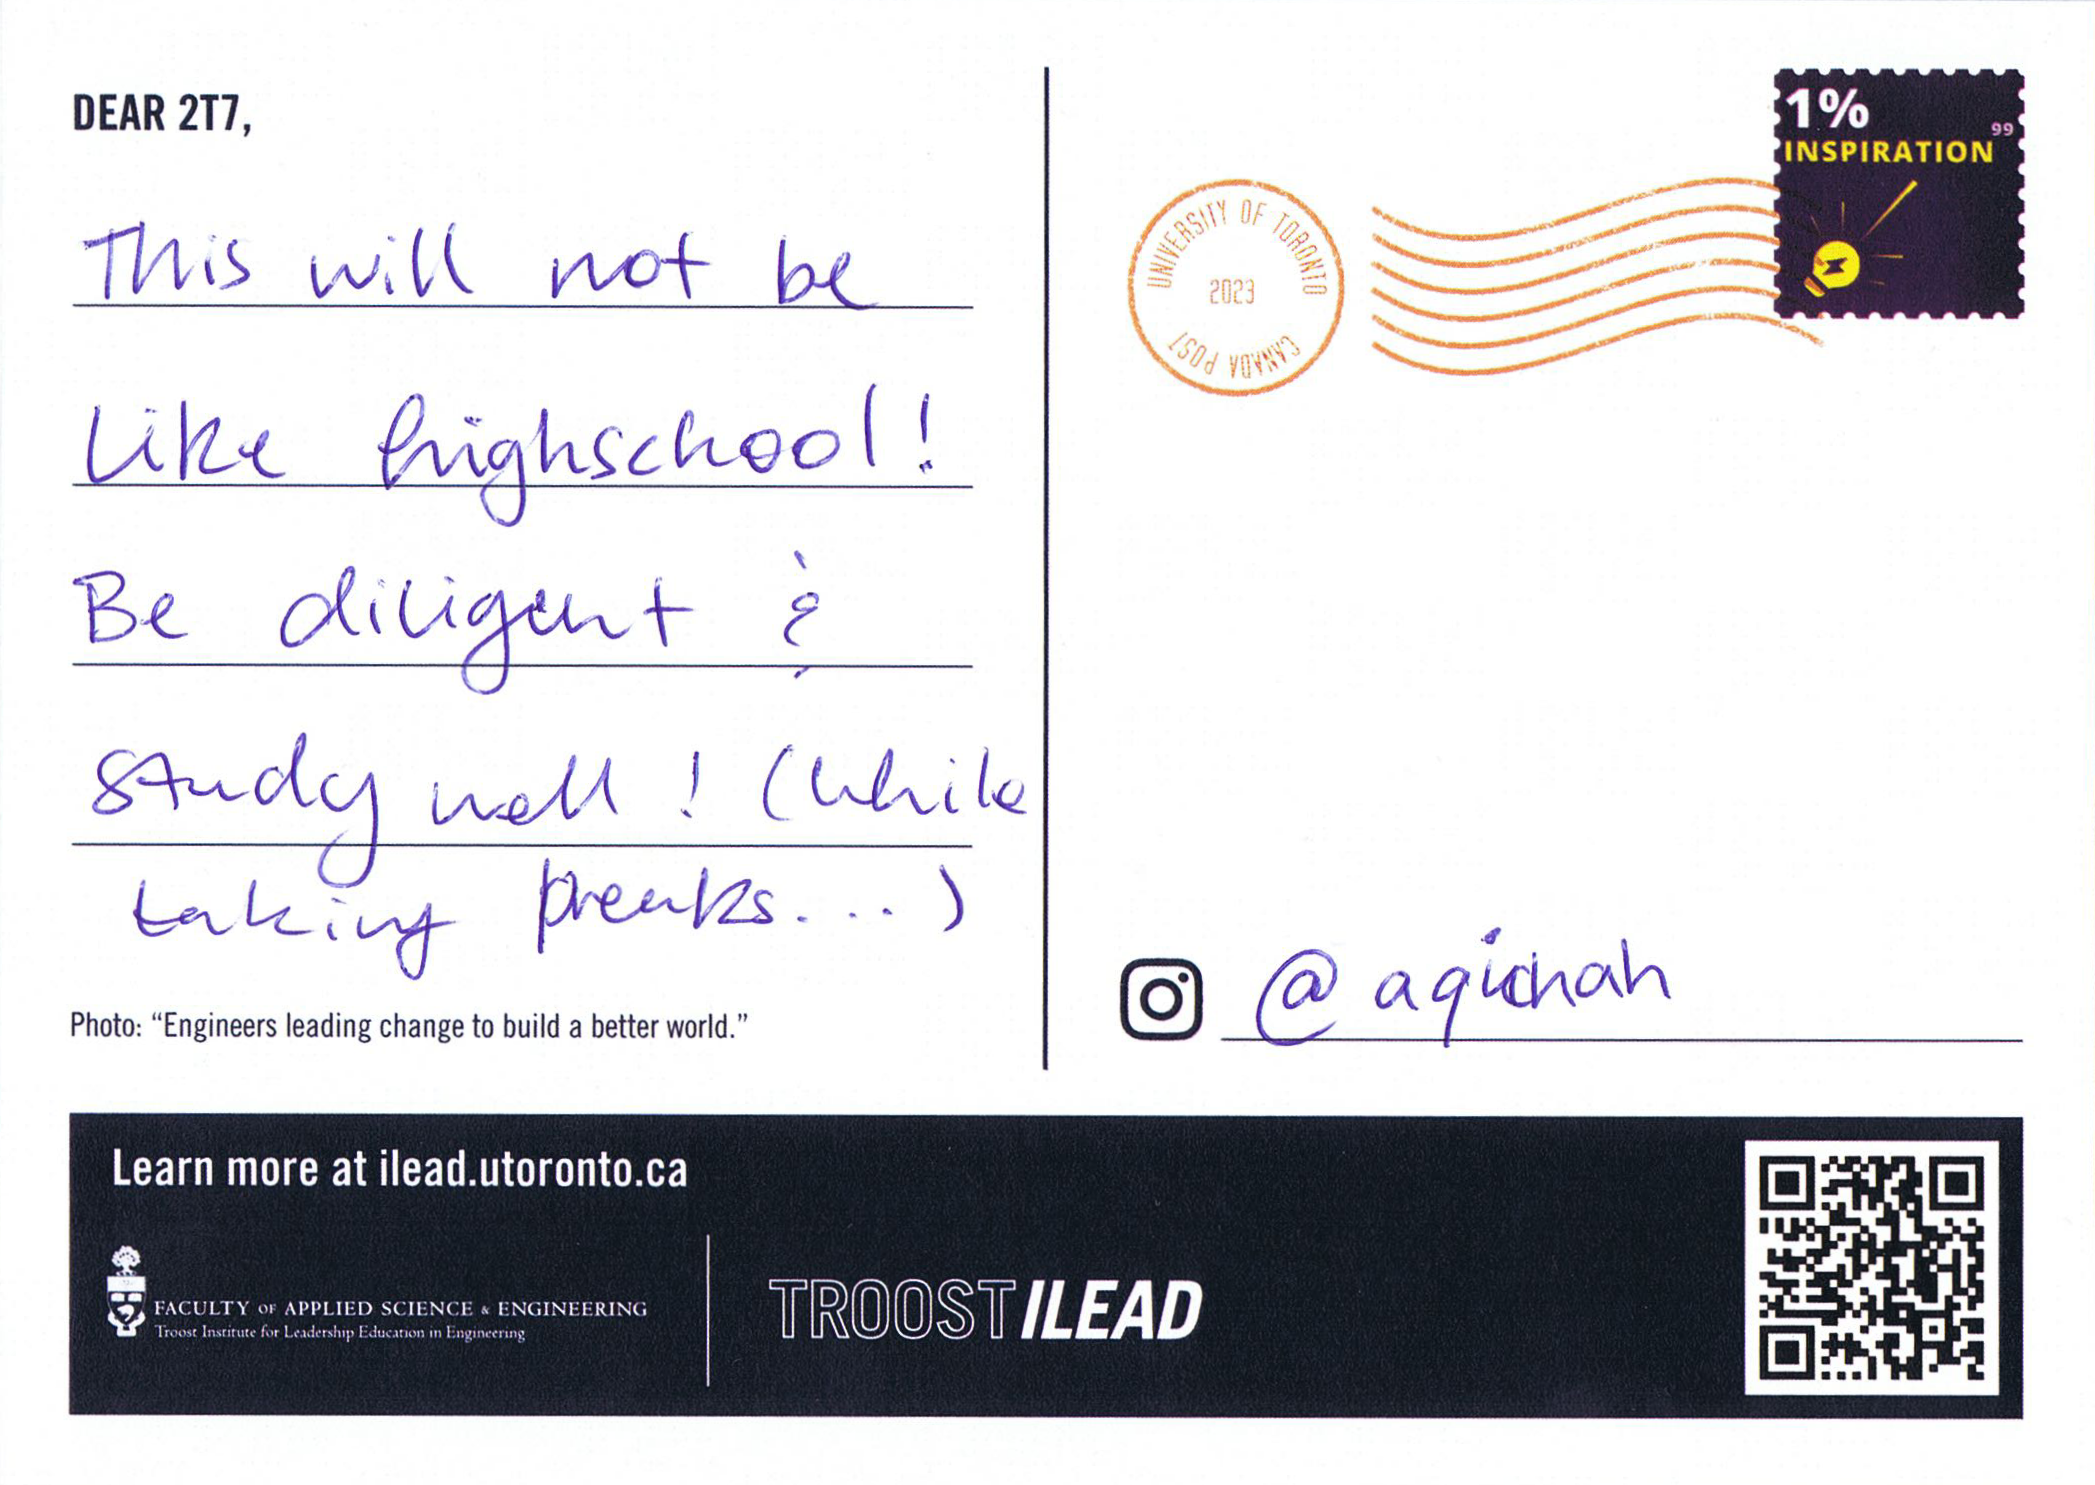 DEAR 2T7,
This will not be
like highschool!
Be diligent &
study well! (while
taking breaks...)
Photo: “Engineers leading change to build a better world.”
1%
99
INSPIRATION
UNIVERSITY OF TORONTO
2023
CANADA POST
Learn more at ilead.utoronto.ca
FACULTY OF APPLIED SCIENCE & ENGINEERING
Troost Institute for Leadership Education in Engineering
TROOST ILEAD